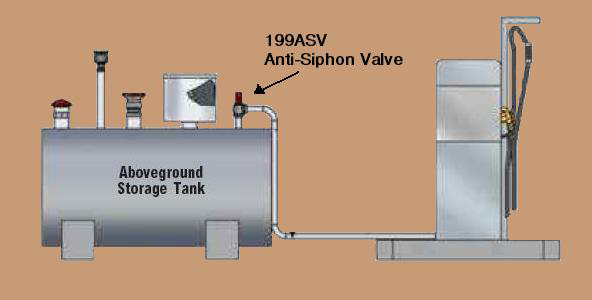 199ASV
Anti-Siphon Valve
Aboveground
Storage Tank